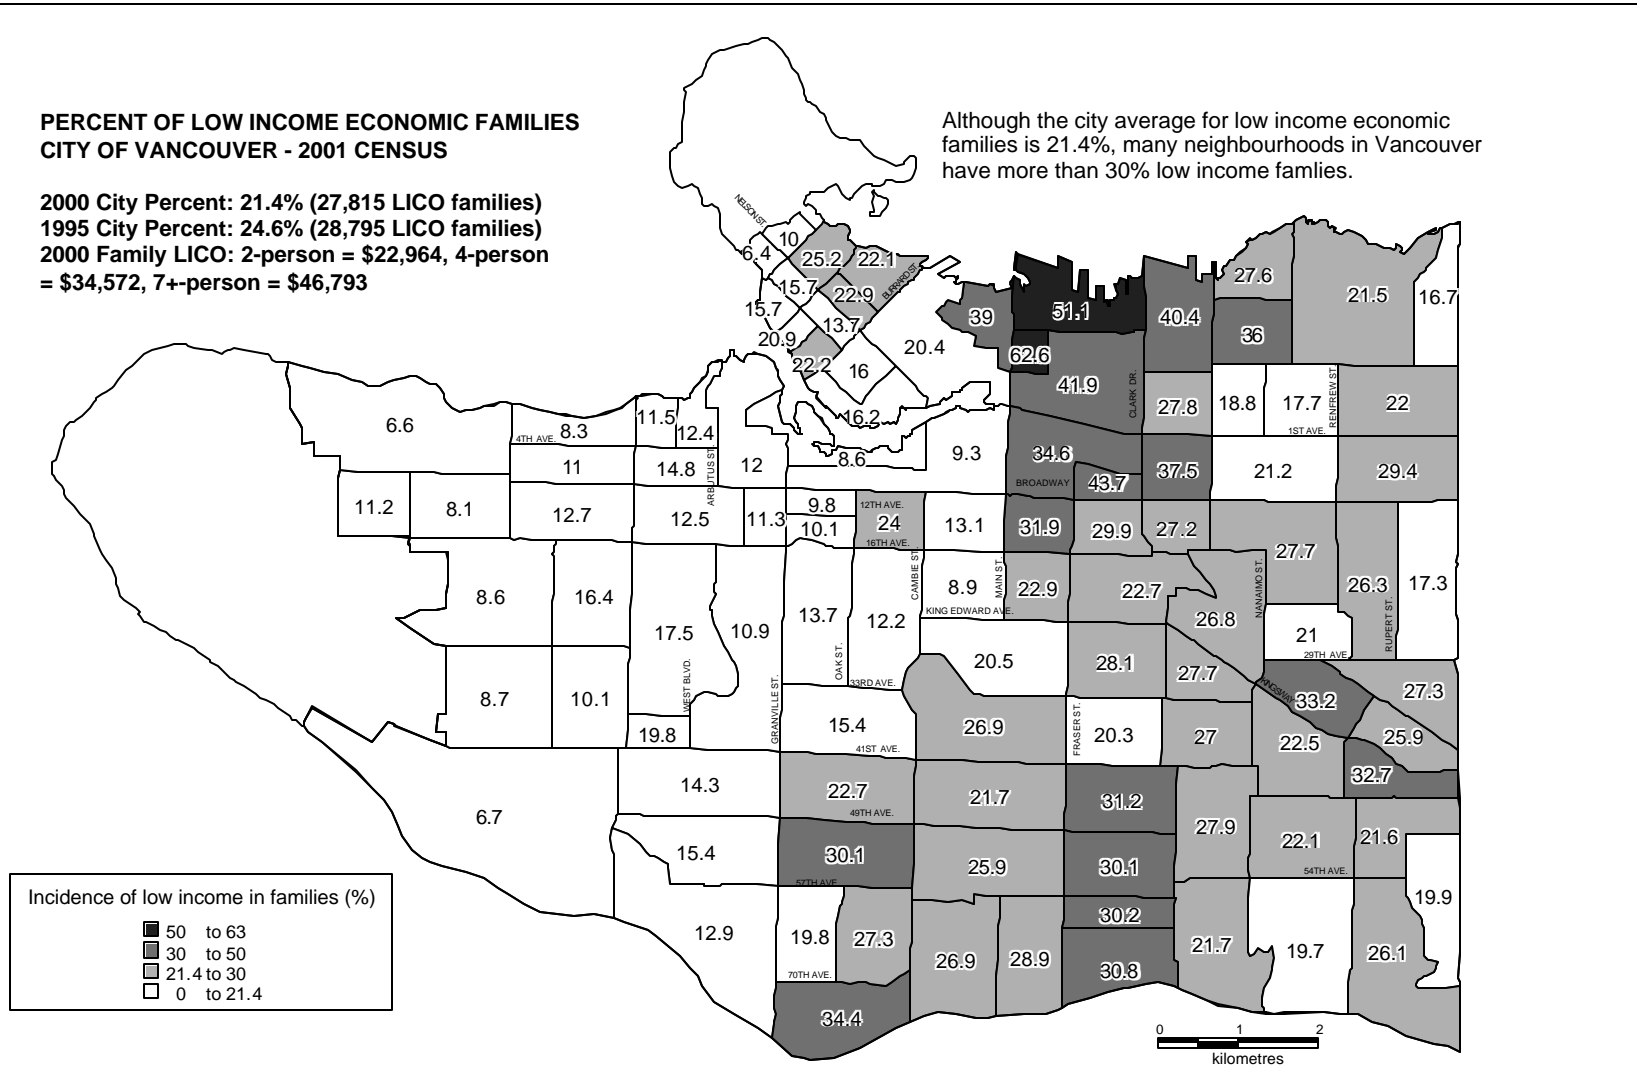 PERCENT OF LOW INCOME ECONOMIC FAMILIES
CITY OF VANCOUVER - 2001 CENSUS
2000 City Percent: 21.4% (27,815 LICO families)
1995 City Percent: 24.6% (28,795 LICO families)
2000 Family LICO: 2-person = $22,964, 4-person
= $34,572, 7+-person = $46,793
Although the city average for low income economic
families is 21.4%, many neighbourhoods in Vancouver
have more than 30% low income famlies.
NELSON ST.
10
6.4
25.2
22.1
BURRARD ST.
15.7
22.9
15.7
13.7
20.9
20.4
22.2
16
16.2
39
51.1
62.6
41.9
CLARK DR.
40.4
27.6
36
21.5
16.7
27.8
18.8
17.7
RENFREW ST.
1ST AVE.
22
6.6
4TH AVE.
8.3
11.5
12.4
11
14.8
ARBUTUS ST.
12
8.6
9.3
34.6
BROADWAY
43.7
37.5
21.2
29.4
11.2
8.1
12.7
12.5
11.3
9.8
10.1
12TH AVE.
24
16TH AVE.
13.1
31.9
29.9
27.2
27.7
26.3
17.3
8.6
16.4
17.5
10.9
13.7
OAK ST.
12.2
CAMBIE ST.
8.9
MAIN ST.
KING EDWARD AVE.
22.9
22.7
26.8
NANAIMO ST.
21
29TH AVE.
RUPERT ST.
8.7
10.1
WEST BLVD.
19.8
GRANVILLE ST.
33RD AVE.
15.4
41ST AVE.
20.5
28.1
27.7
KINGSWAY
33.2
27.3
26.9
FRASER ST.
20.3
27
22.5
25.9
32.7
6.7
14.3
22.7
49TH AVE.
21.7
31.2
27.9
22.1
54TH AVE.
21.6
15.4
30.1
57TH AVE.
25.9
30.1
19.9
12.9
19.8
70TH AVE.
27.3
26.9
28.9
30.2
30.8
21.7
19.7
26.1
34.4
Incidence of low income in families (%)
50 to 63
30 to 50
21.4 to 30
0 to 21.4
0 1 2
kilometres